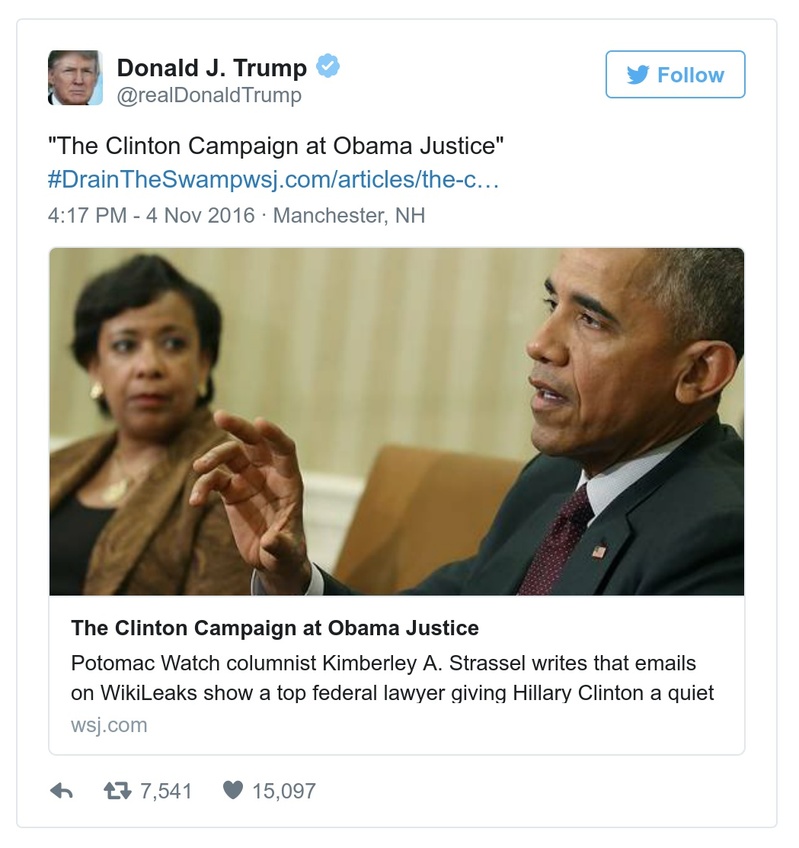 Donald J. Trump
@realDonaldTrump
Follow
"The Clinton Campaign at Obama Justice"
#DrainTheSwampwsj.com/articles/the-c…
4:17 PM - 4 Nov 2016 · Manchester, NH
The Clinton Campaign at Obama Justice
Potomac Watch columnist Kimberley A. Strassel writes that emails
on WikiLeaks show a top federal lawyer giving Hillary Clinton a quiet
wsj.com
7,541 15,097